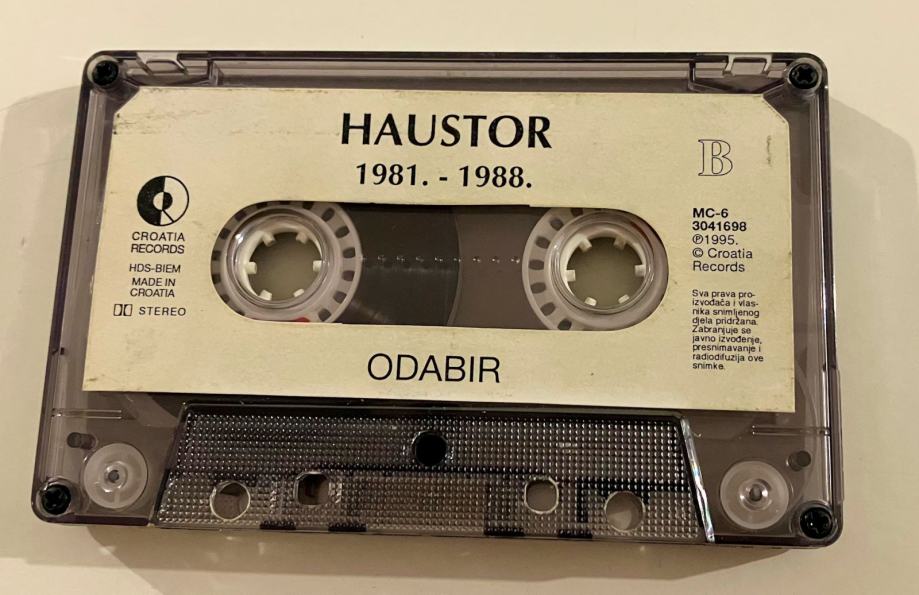 HAUSTOR
1981. - 1988.
B
CROATIA
RECORDS
HDS-BIEM
MADE IN
CROATIA
STEREO
MC-6
3041698
℗1995.
© Croatia
Records
Sva prava pro-
izvođača i vlas-
nika snimljenog
djela pridržana.
Zabranjuje se
javno izvođenje,
presnimavanje i
radiodifuzija ove
snimke.
ODABIR